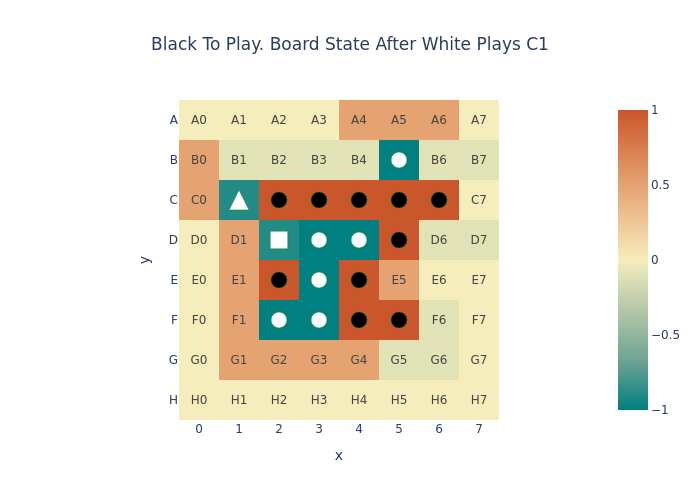 Black To Play. Board State After White Plays C1
A A0 A1 A2 A3 A4 A5 A6 A7
B B0 B1 B2 B3 B4 B6 B7
C C0 C7
D D0 D1 D6 D7
E E0 E1 E5 E6 E7
F F0 F1 F6 F7
G G0 G1 G2 G3 G4 G5 G6 G7
H H0 H1 H2 H3 H4 H5 H6 H7
0 1 2 3 4 5 6 7
x
y
1
0.5
0
−0.5
−1